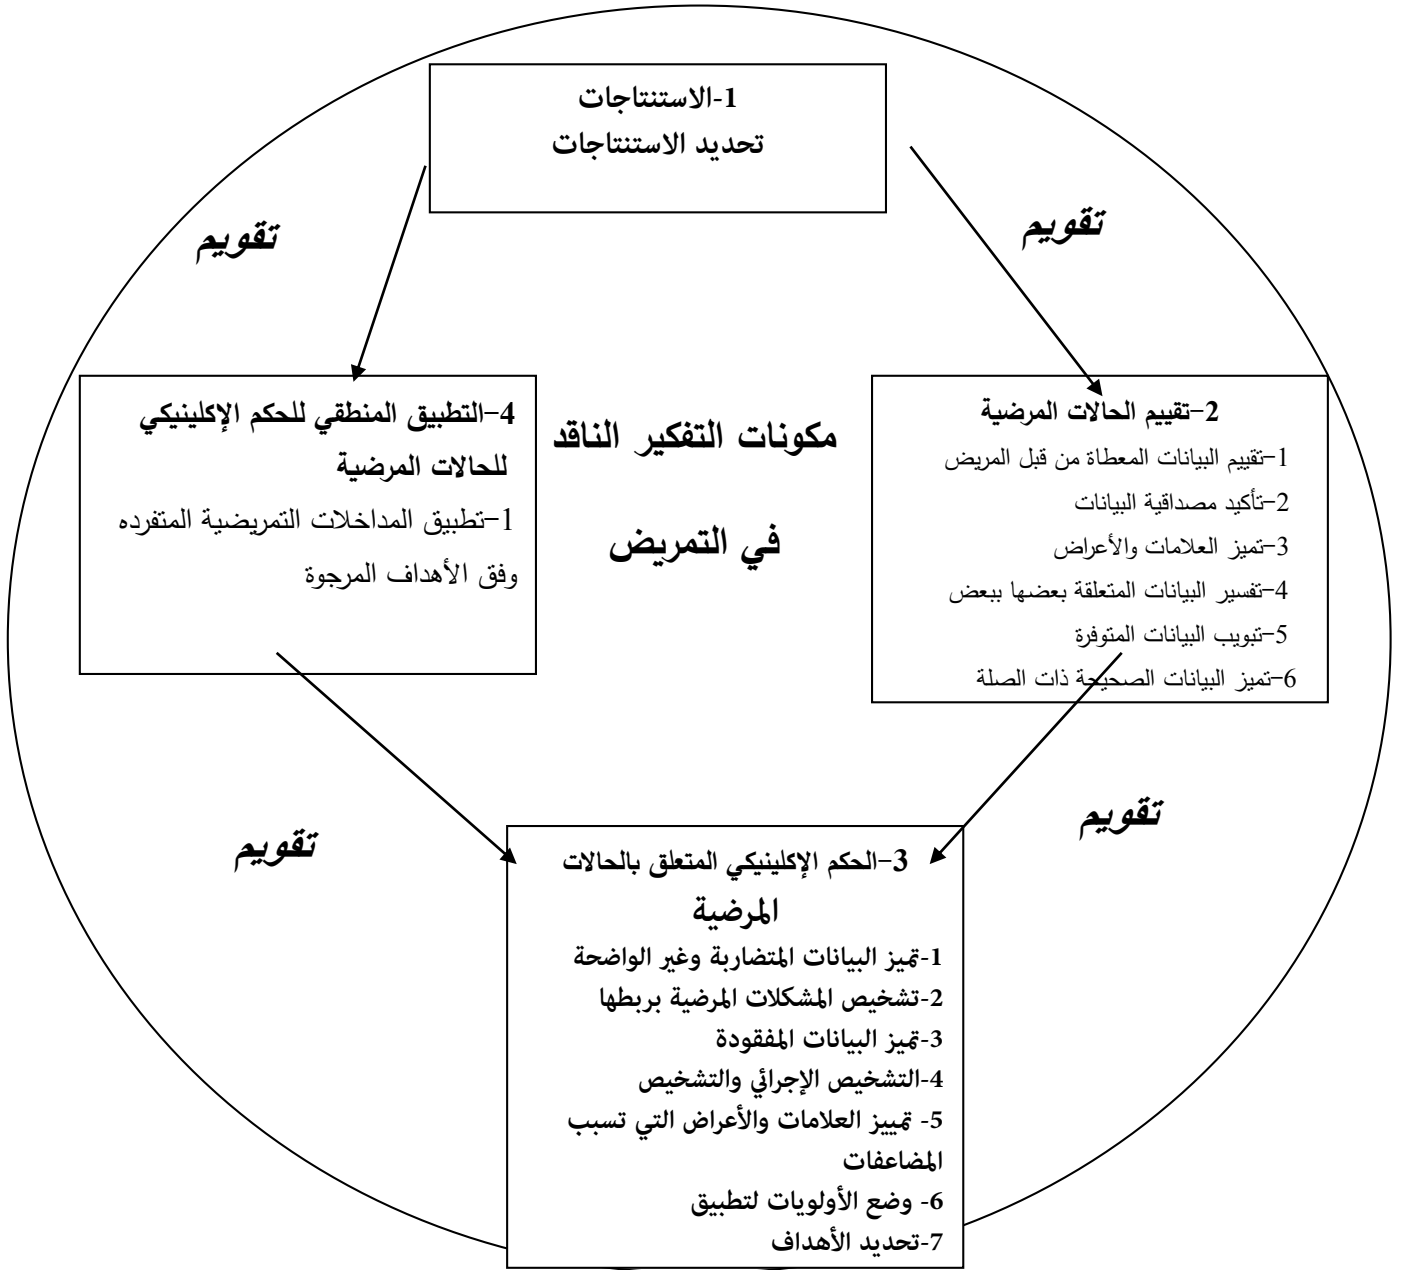 1-الاستنتاجات
تحديد الاستنتاجات
تقويم
تقويم
مكونات التفكير الناقد
في التمريض
2-تقييم الحالات المرضية
1-تقييم البيانات المعطاة من قبل المريض
2-تأكيد مصداقية البيانات
3-تميز العلامات والأعراض
4-تفسير البيانات المتعلقة بعضها ببعض
5-تبويب البيانات المتوفرة
6-تميز البيانات الصحيحة ذات الصلة
4-التطبيق المنطقي للحكم الإكلينيكي
للحالات المرضية
1-تطبيق المداخلات التمريضية المتفرده
وفق الأهداف المرجوة
تقويم
تقويم
3-الحكم الإكلينيكي المتعلق بالحالات
المرضية
1-تميز البيانات المتضاربة وغير الواضحة
2-تشخيص المشكلات المرضية بربطها
3-تميز البيانات المفقودة
4-التشخيص الإجرائي والتشخيص
5- تمييز العلامات والأعراض التي تسبب
المضاعفات
6- وضع الأولويات لتطبيق
7-تحديد الأهداف